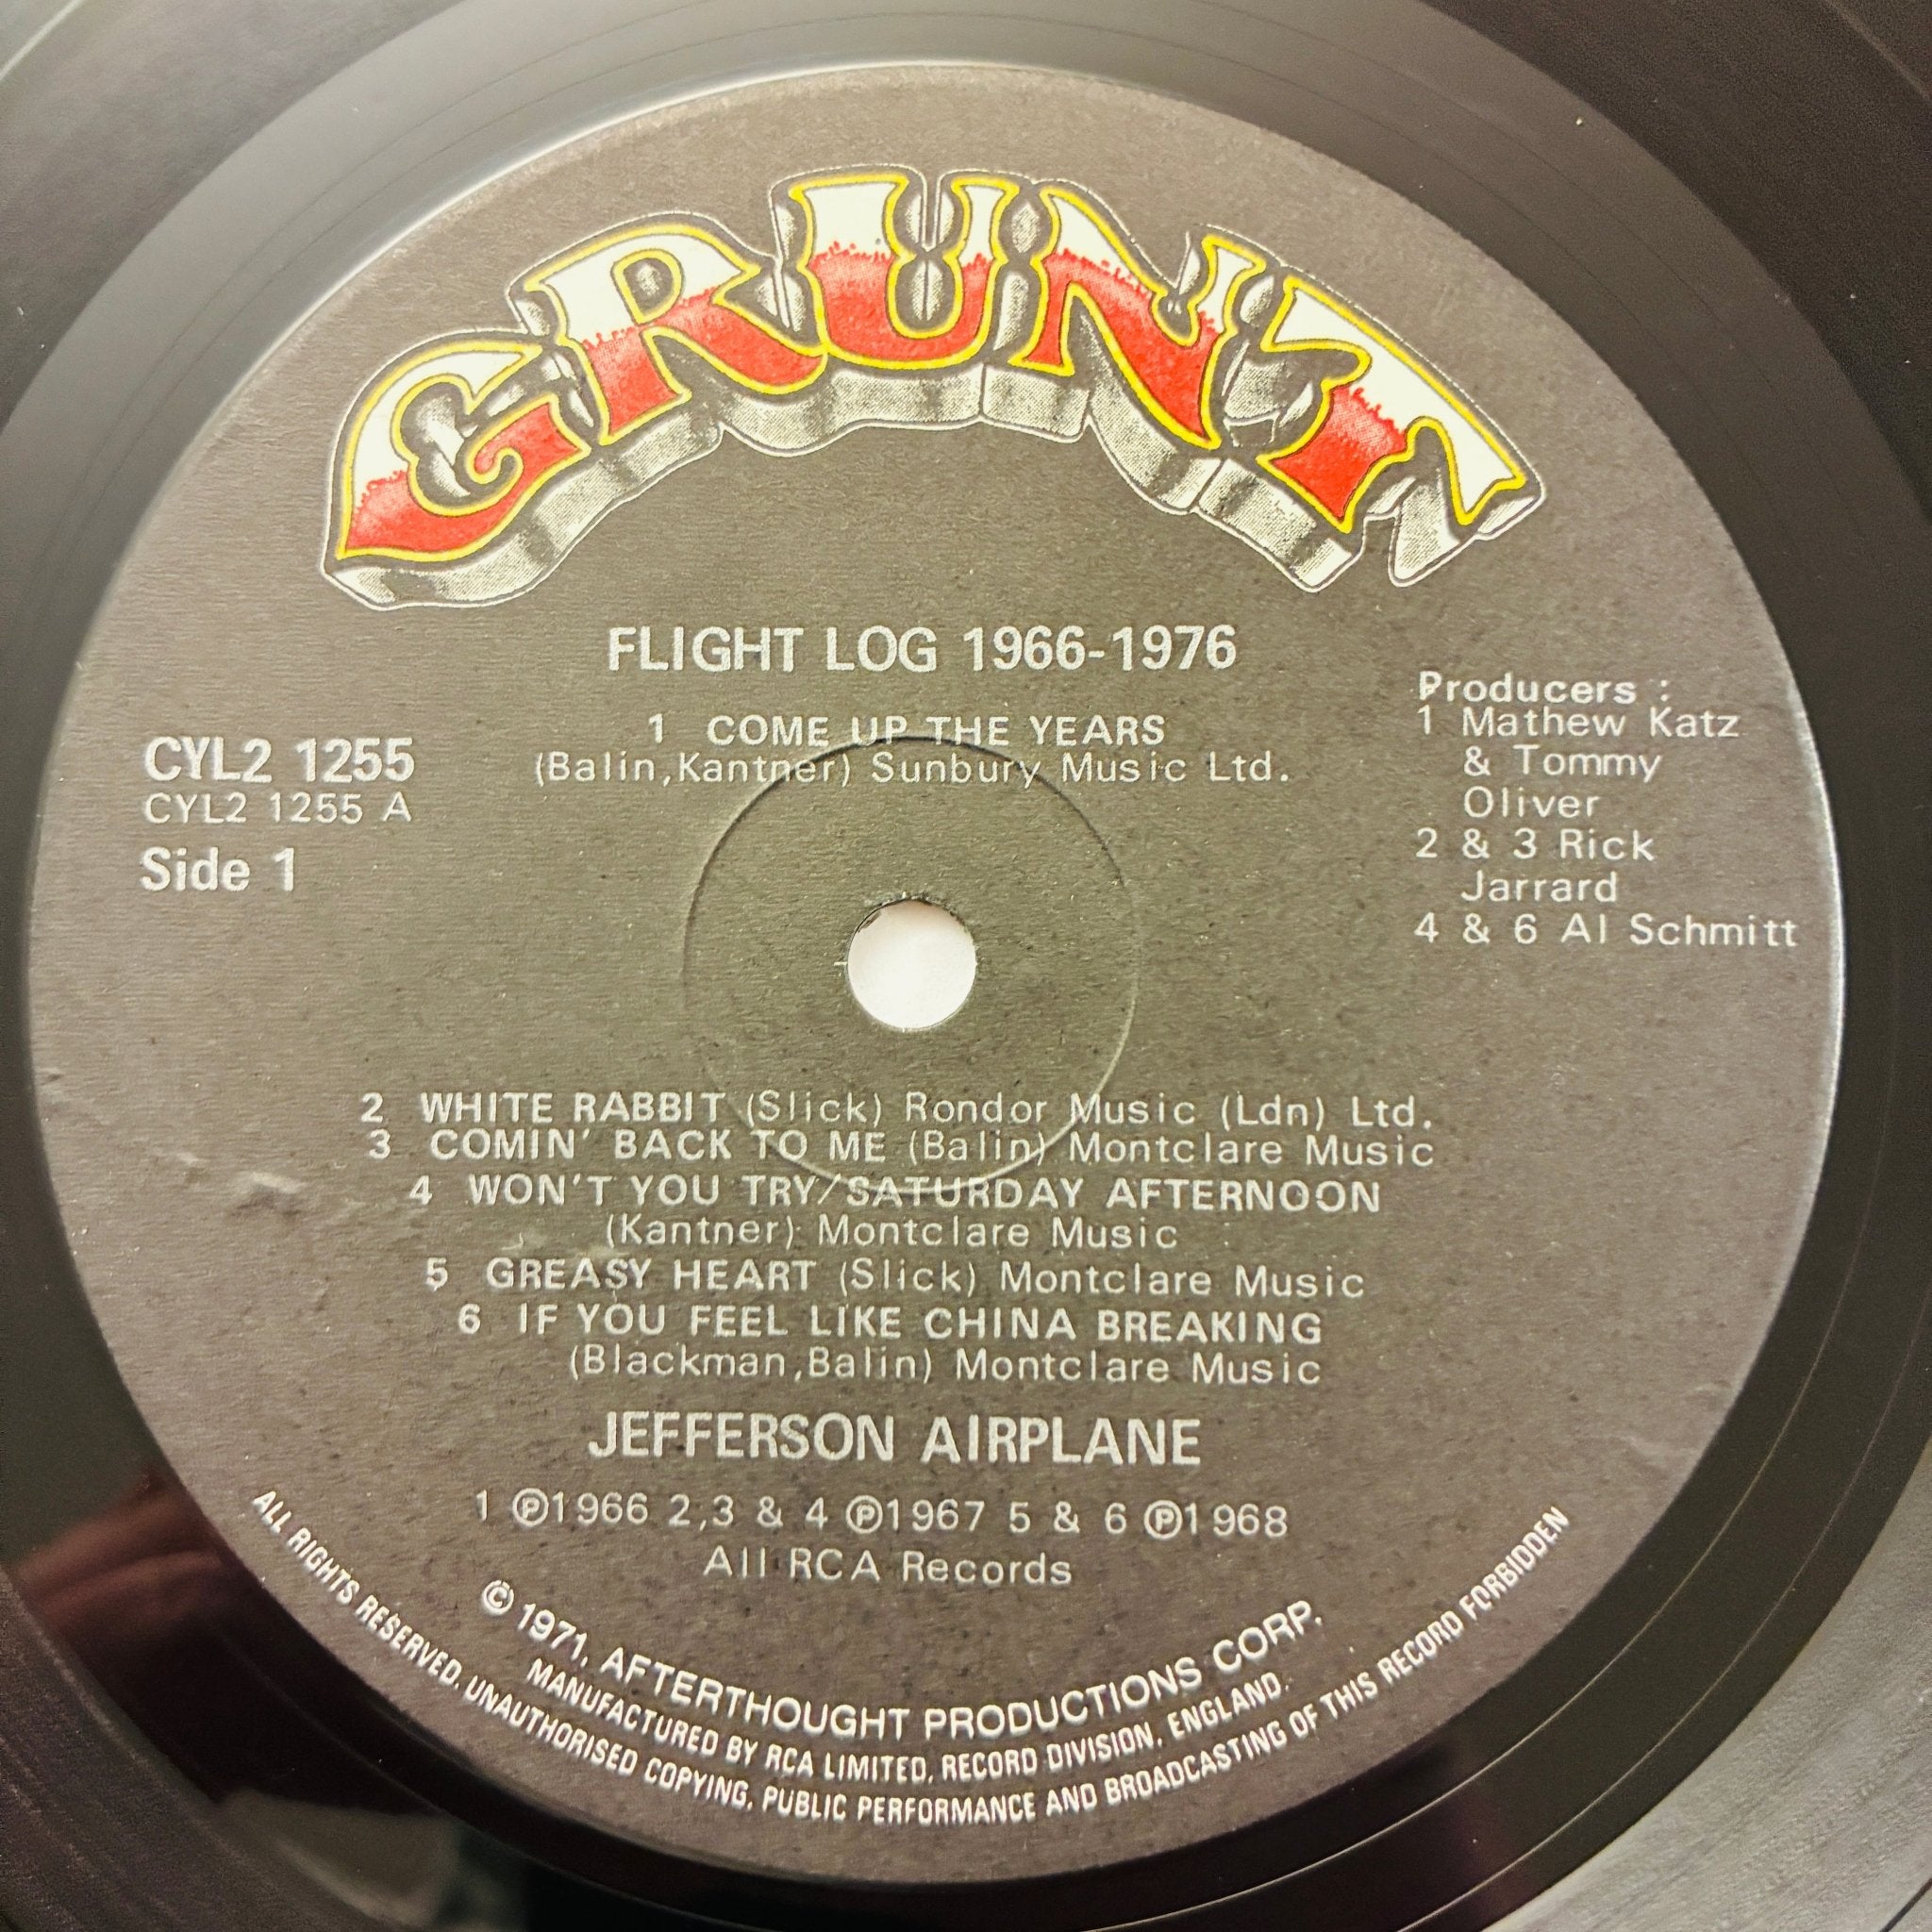 GRUNT
FLIGHT LOG 1966-1976
1 COME UP THE YEARS
(Balin,Kantner) Sunbury Music Ltd.
CYL2 1255
CYL2 1255 A
Side 1
Producers :
1 Mathew Katz
& Tommy
Oliver
2 & 3 Rick
Jarrard
4 & 6 Al Schmitt
2 WHITE RABBIT (Slick) Rondor Music (Ldn) Ltd.
3 COMIN' BACK TO ME (Balin) Montclare Music
4 WON'T YOU TRY/SATURDAY AFTERNOON
(Kantner) Montclare Music
5 GREASY HEART (Slick) Montclare Music
6 IF YOU FEEL LIKE CHINA BREAKING
(Blackman,Balin) Montclare Music
JEFFERSON AIRPLANE
1 ℗1966 2,3 & 4 ℗1967 5 & 6 ℗1968
All RCA Records
© 1971, AFTERTHOUGHT PRODUCTIONS CORP.
MANUFACTURED BY RCA LIMITED, RECORD DIVISION, ENGLAND.
ALL RIGHTS RESERVED. UNAUTHORISED COPYING, PUBLIC PERFORMANCE AND BROADCASTING OF THIS RECORD FORBIDDEN